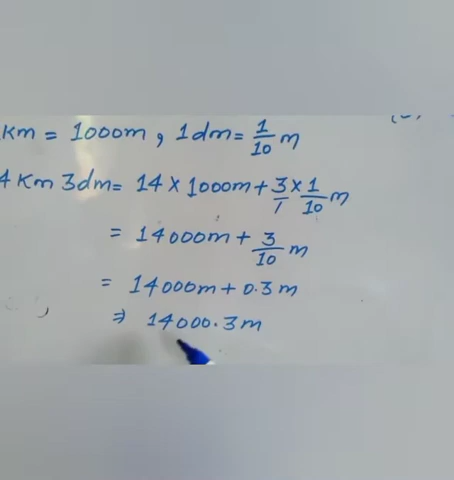 km = 1000m, 1dm = 1/10 m
4 Km 3dm = 14 × 1000m + 3/1 × 1/10 m
= 14000m + 3/10 m
= 14000m + 0.3 m
⇒ 14000.3m